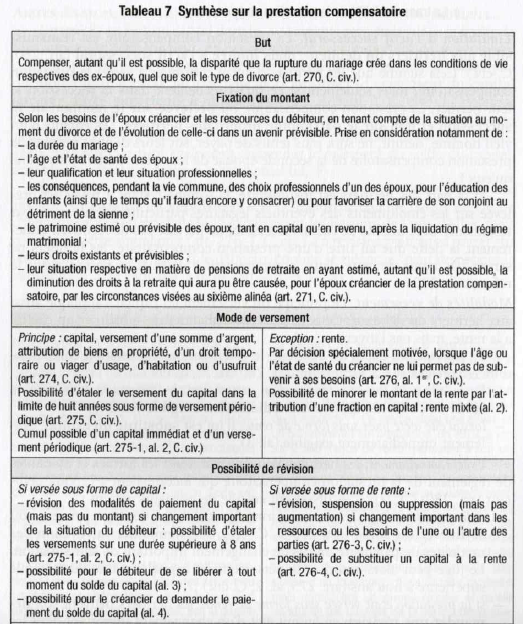 Tableau 7 Synthèse sur la prestation compensatoire
But
Compenser, autant qu'il est possible, la disparité que la rupture du mariage crée dans les conditions de vie
respectives des ex-époux, quel que soit le type de divorce (art. 270, C. civ.).
Fixation du montant
Selon les besoins de l'époux créancier et les ressources du débiteur, en tenant compte de la situation au mo-
ment du divorce et de l'évolution de celle-ci dans un avenir prévisible. Prise en considération notamment de :
– la durée du mariage ;
– l'âge et l'état de santé des époux ;
– leur qualification et leur situation professionnelles ;
– les conséquences, pendant la vie commune, des choix professionnels d'un des époux, pour l'éducation des
enfants (ainsi que le temps qu'il faudra encore y consacrer) ou pour favoriser la carrière de son conjoint au
détriment de la sienne ;
– le patrimoine estimé ou prévisible des époux, tant en capital qu'en revenu, après la liquidation du régime
matrimonial ;
– leurs droits existants et prévisibles ;
– leur situation respective en matière de pensions de retraite en ayant estimé, autant qu'il est possible, la
diminution des droits à la retraite qui aura pu être causée, pour l'époux créancier de la prestation compen-
satoire, par les circonstances visées au sixième alinéa (art. 271, C. civ.).
Mode de versement
Principe : capital, versement d'une somme d'argent,
attribution de biens en propriété, d'un droit tempo-
raire ou viager d'usage, d'habitation ou d'usufruit
(art. 274, C. civ.).
Possibilité d'étaler le versement du capital dans la
limite de huit années sous forme de versement pério-
dique (art. 275, C. civ.).
Cumul possible d'un capital immédiat et d'un verse-
ment périodique (art. 275-1, al. 2, C. civ.)
Exception : rente.
Par décision spécialement motivée, lorsque l'âge ou
l'état de santé du créancier ne lui permet pas de sub-
venir à ses besoins (art. 276, al. 1er, C. civ.).
Possibilité de minorer le montant de la rente par l'at-
tribution d'une fraction en capital : rente mixte (al. 2).
Possibilité de révision
Si versée sous forme de capital :
– révision des modalités de paiement du capital
(mais pas du montant) si changement important
de la situation du débiteur : possibilité d'étaler
les versements sur une durée supérieure à 8 ans
(art. 275-1, al. 2, C. civ.) ;
– possibilité pour le débiteur de se libérer à tout
moment du solde du capital (al. 3) ;
– possibilité pour le créancier de demander le paie-
ment du solde du capital (al. 4).
Si versée sous forme de rente :
– révision, suspension ou suppression (mais pas
augmentation) si changement important dans les
ressources ou les besoins de l'une ou l'autre des
parties (art. 276-3, C. civ.) ;
– possibilité de substituer un capital à la rente
(art. 276-4, C. civ.).